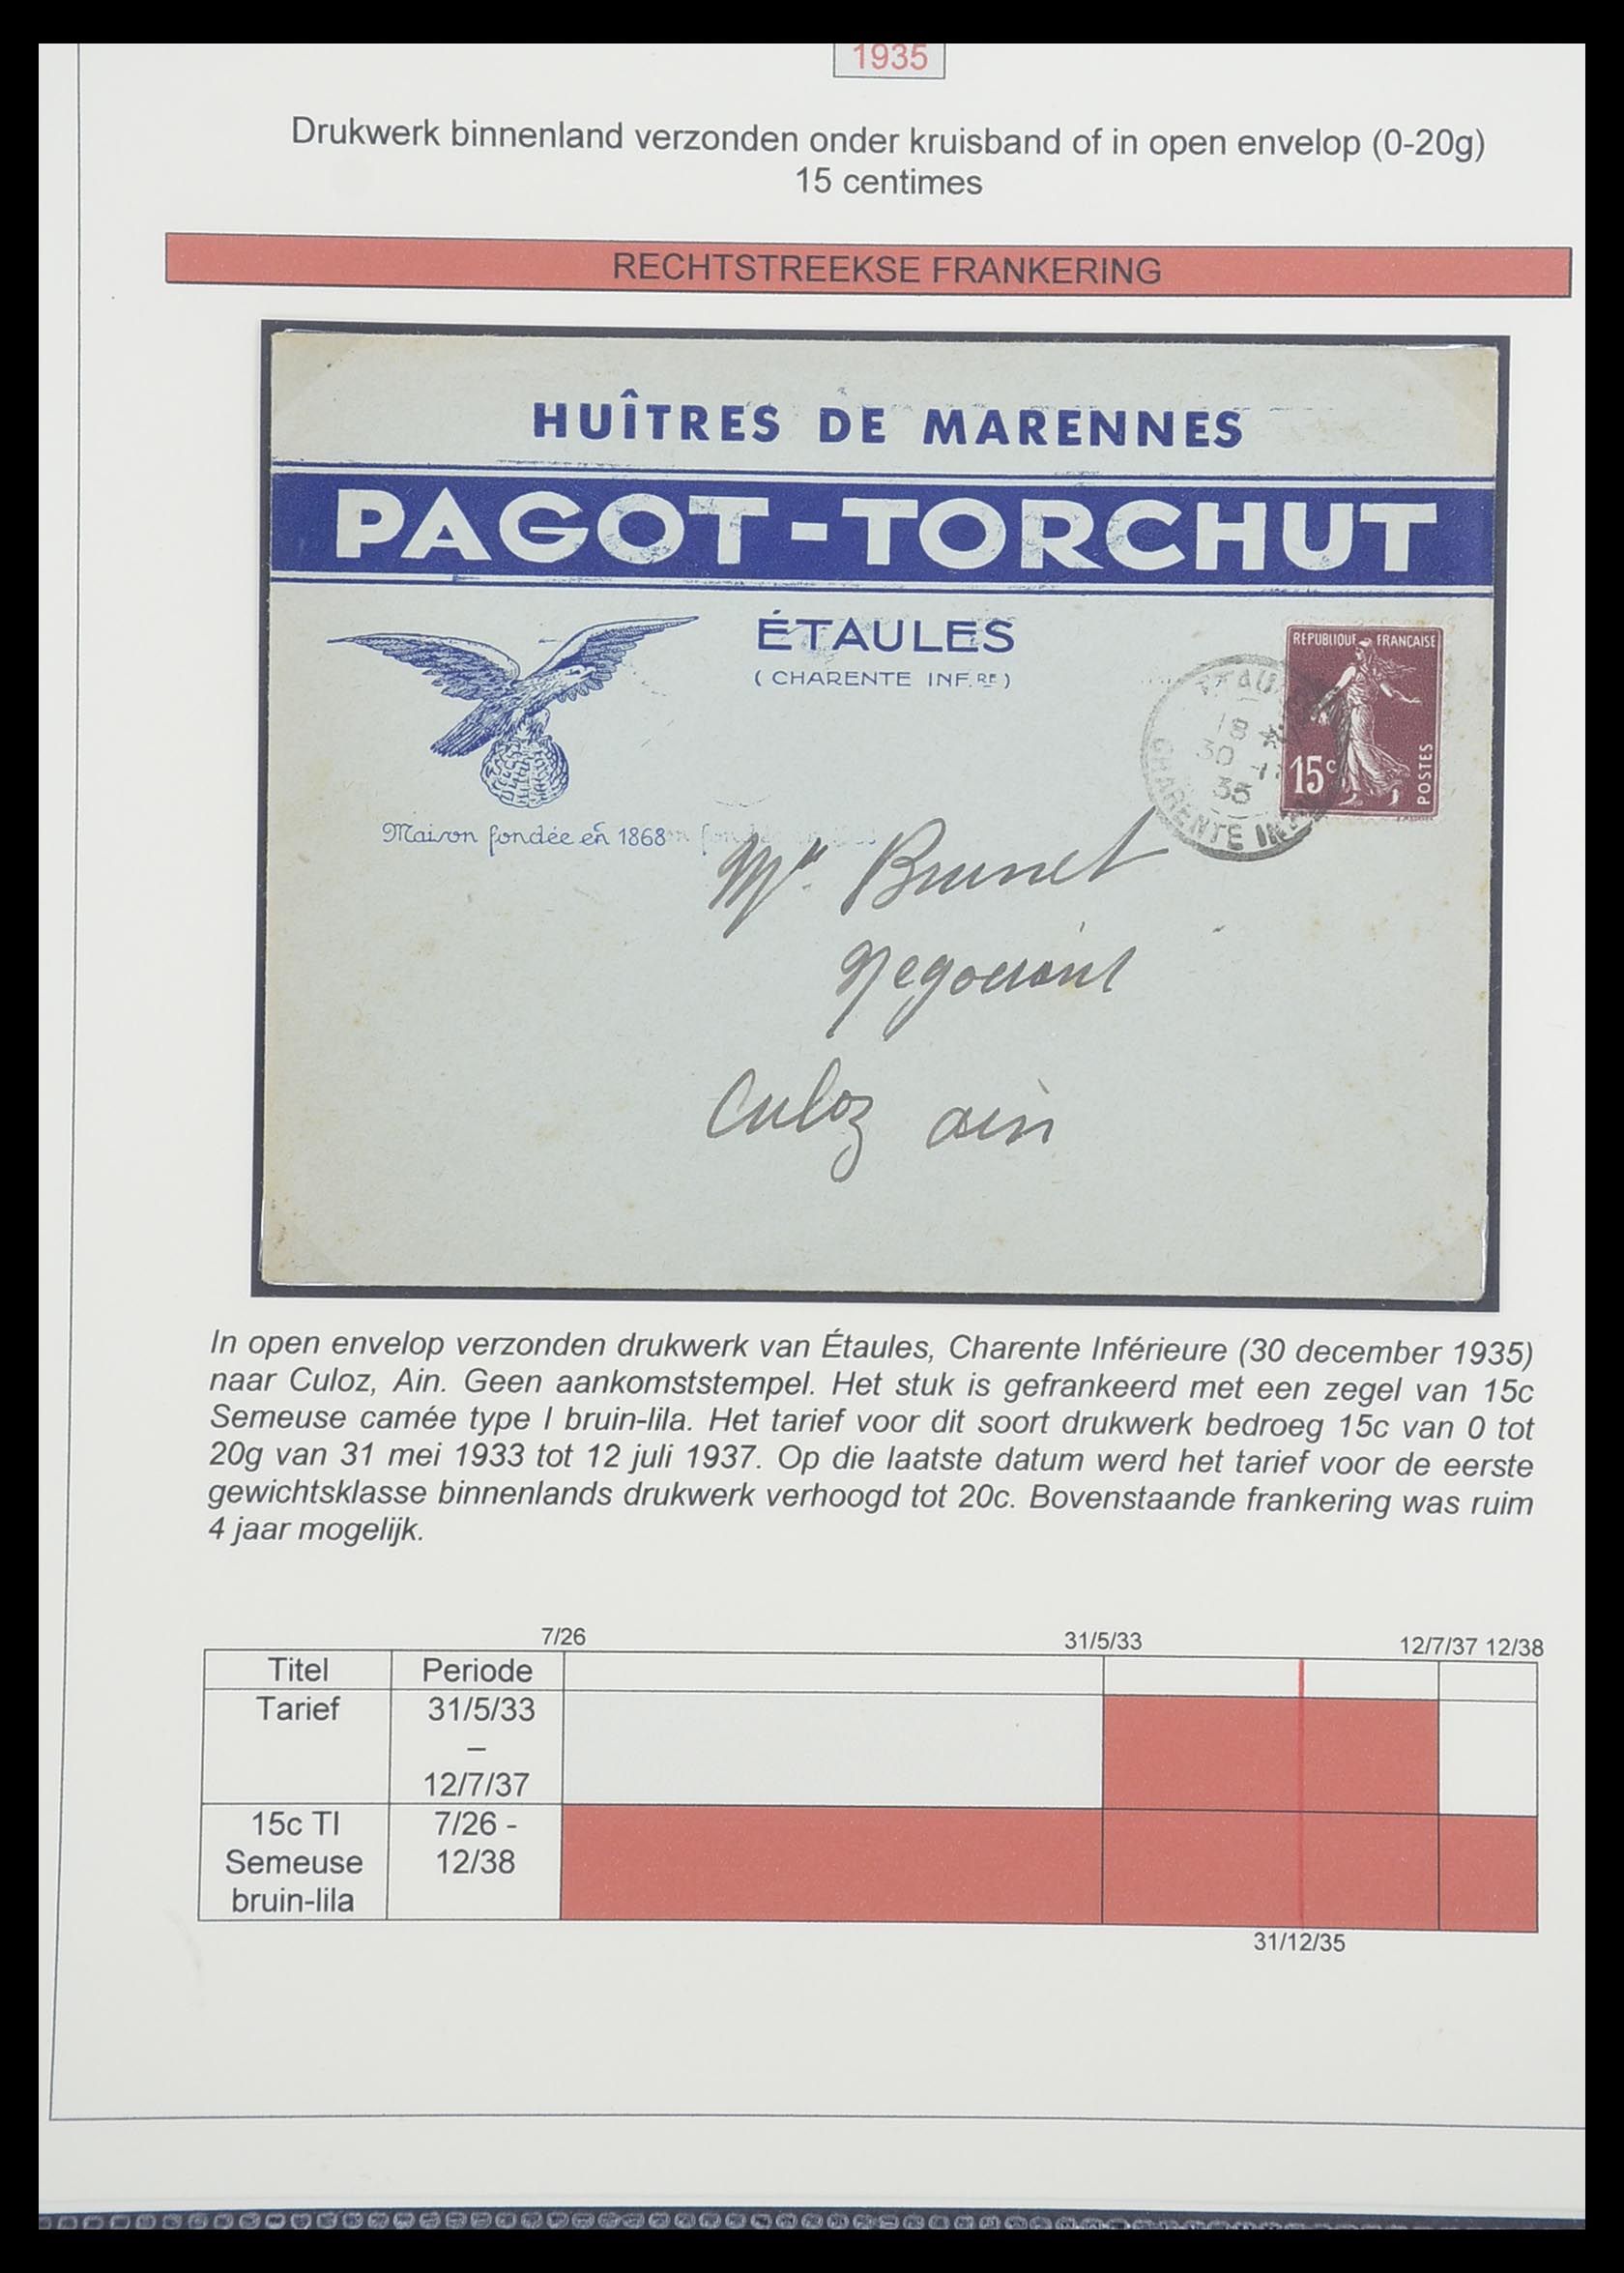 1935
Drukwerk binnenland verzonden onder kruisband of in open envelop (0-20g)
15 centimes
RECHTSTREEKSE FRANKERING
HUÎTRES DE MARENNES
PAGOT-TORCHUT
ÉTAULES
( CHARENTE INF.RE )
REPUBLIQUE FRANÇAISE
15c
POSTES
18
30
35
CHARENTE INF
Maison fondée en 1868
Mr Brunet
Negociant
Culoz ain
In open envelop verzonden drukwerk van Étaules, Charente Inférieure (30 december 1935)
naar Culoz, Ain. Geen aankomststempel. Het stuk is gefrankeerd met een zegel van 15c
Semeuse camée type I bruin-lila. Het tarief voor dit soort drukwerk bedroeg 15c van 0 tot
20g van 31 mei 1933 tot 12 juli 1937. Op die laatste datum werd het tarief voor de eerste
gewichtsklasse binnenlands drukwerk verhoogd tot 20c. Bovenstaande frankering was ruim
4 jaar mogelijk.
7/26 31/5/33 12/7/37 12/38
Titel Periode
Tarief 31/5/33
–
12/7/37
15c TI 7/26 -
Semeuse 12/38
bruin-lila
31/12/35